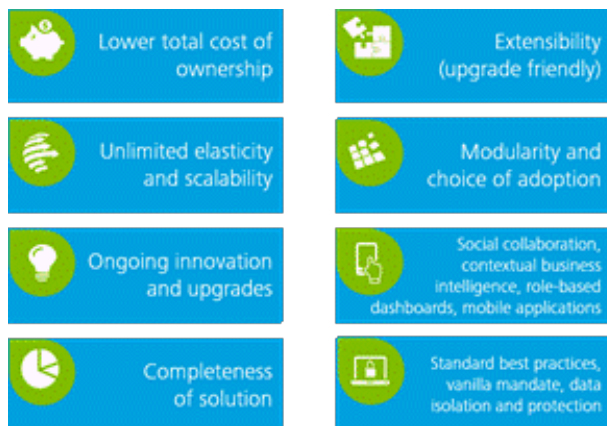 Lower total cost of
ownership
Extensibility
(upgrade friendly)
Unlimited elasticity
and scalability
Modularity and
choice of adoption
Ongoing innovation
and upgrades
Social collaboration,
contextual business
intelligence, role-based
dashboards, mobile applications
Completeness
of solution
Standard best practices,
vanilla mandate, data
isolation and protection